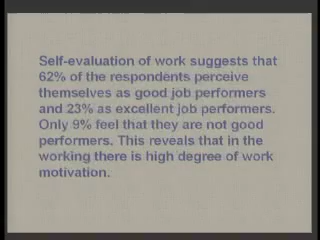 Self-evaluation of work suggests that
62% of the respondents perceive
themselves as good job performers
and 23% as excellent job performers.
Only 9% feel that they are not good
performers. This reveals that in the
working there is high degree of work
motivation.